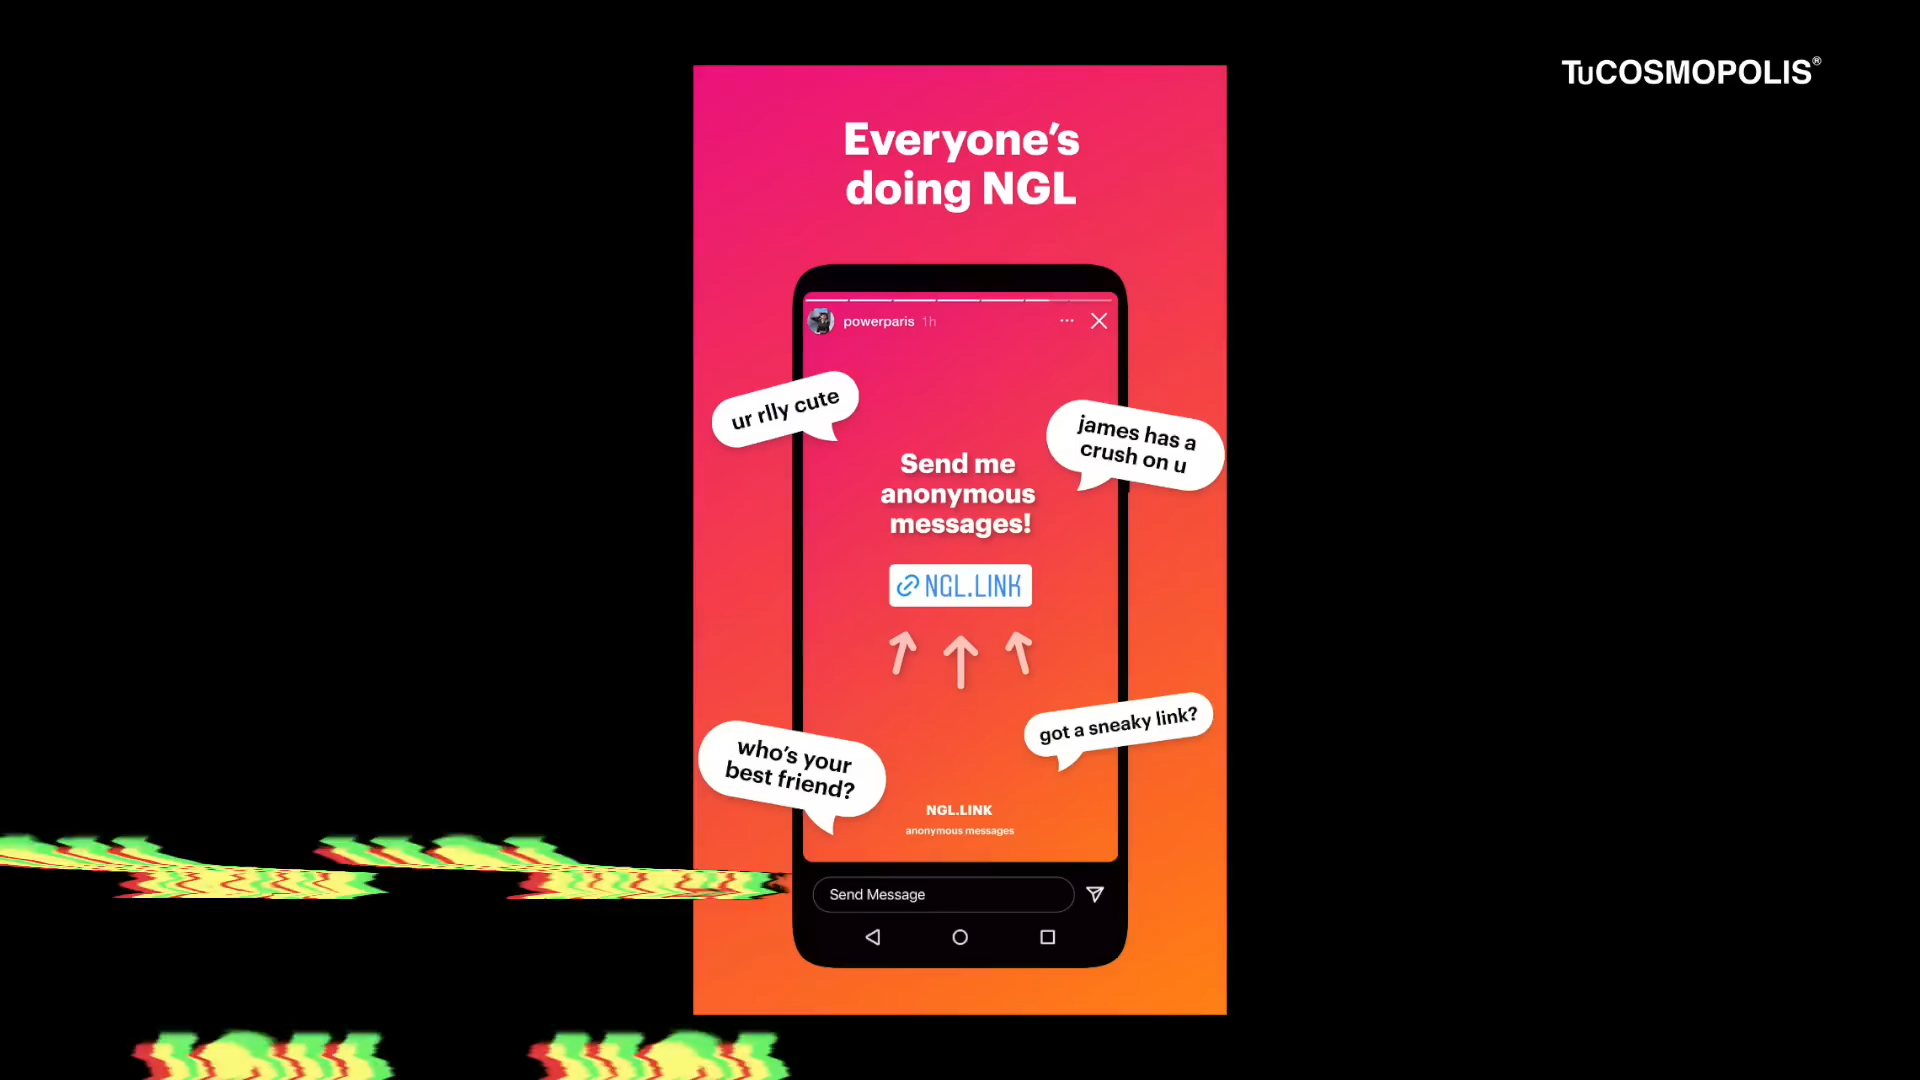 TuCOSMOPOLIS®
Everyone's
doing NGL
powerparis 1h
ur rlly cute
james has a
crush on u
Send me
anonymous
messages!
NGL.LINK
got a sneaky link?
who's your
best friend?
NGL.LINK
anonymous messages
Send Message